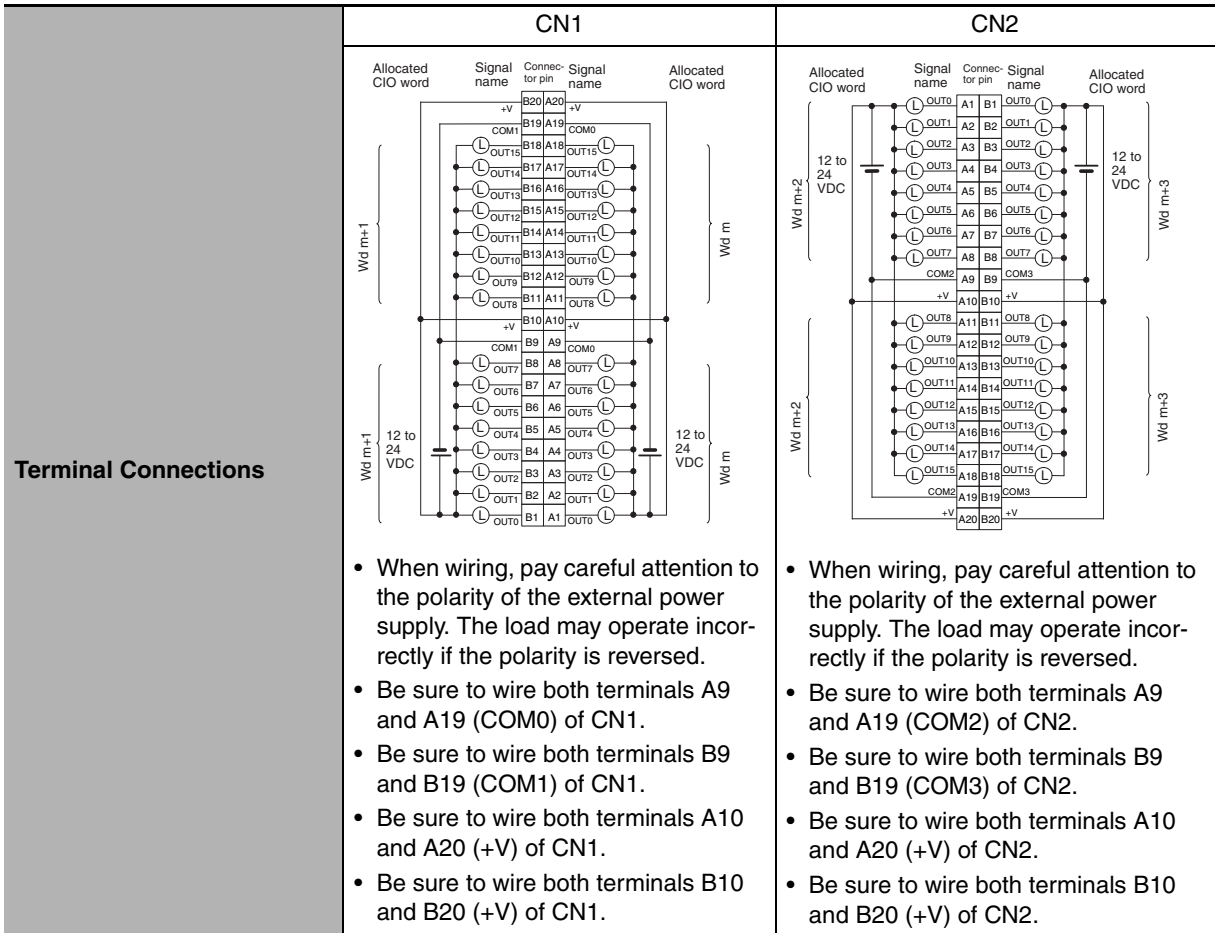 Terminal Connections
CN1
Allocated CIO word
Signal name
Connec-tor pin
Signal name
Allocated CIO word
+V B20 A20 +V
COM1 B19 A19 COM0
L OUT15 B18 A18 OUT15 L
L OUT14 B17 A17 OUT14 L
L OUT13 B16 A16 OUT13 L
L OUT12 B15 A15 OUT12 L
L OUT11 B14 A14 OUT11 L
L OUT10 B13 A13 OUT10 L
L OUT9 B12 A12 OUT9 L
L OUT8 B11 A11 OUT8 L
Wd m+1
Wd m
+V B10 A10 +V
COM1 B9 A9 COM0
L OUT7 B8 A8 OUT7 L
L OUT6 B7 A7 OUT6 L
L OUT5 B6 A6 OUT5 L
L OUT4 B5 A5 OUT4 L
L OUT3 B4 A4 OUT3 L
L OUT2 B3 A3 OUT2 L
L OUT1 B2 A2 OUT1 L
L OUT0 B1 A1 OUT0 L
Wd m+1
12 to
24
VDC
12 to
24
VDC
Wd m
• When wiring, pay careful attention to
the polarity of the external power
supply. The load may operate incor-
rectly if the polarity is reversed.
• Be sure to wire both terminals A9
and A19 (COM0) of CN1.
• Be sure to wire both terminals B9
and B19 (COM1) of CN1.
• Be sure to wire both terminals A10
and A20 (+V) of CN1.
• Be sure to wire both terminals B10
and B20 (+V) of CN1.
CN2
Allocated CIO word
Signal name
Connec-tor pin
Signal name
Allocated CIO word
L OUT0 A1 B1 OUT0 L
L OUT1 A2 B2 OUT1 L
L OUT2 A3 B3 OUT2 L
L OUT3 A4 B4 OUT3 L
L OUT4 A5 B5 OUT4 L
L OUT5 A6 B6 OUT5 L
L OUT6 A7 B7 OUT6 L
L OUT7 A8 B8 OUT7 L
Wd m+2
12 to
24
VDC
12 to
24
VDC
Wd m+3
COM2 A9 B9 COM3
+V A10 B10 +V
L OUT8 A11 B11 OUT8 L
L OUT9 A12 B12 OUT9 L
L OUT10 A13 B13 OUT10 L
L OUT11 A14 B14 OUT11 L
L OUT12 A15 B15 OUT12 L
L OUT13 A16 B16 OUT13 L
L OUT14 A17 B17 OUT14 L
L OUT15 A18 B18 OUT15 L
Wd m+2
Wd m+3
COM2 A19 B19 COM3
+V A20 B20 +V
• When wiring, pay careful attention to
the polarity of the external power
supply. The load may operate incor-
rectly if the polarity is reversed.
• Be sure to wire both terminals A9
and A19 (COM2) of CN2.
• Be sure to wire both terminals B9
and B19 (COM3) of CN2.
• Be sure to wire both terminals A10
and A20 (+V) of CN2.
• Be sure to wire both terminals B10
and B20 (+V) of CN2.